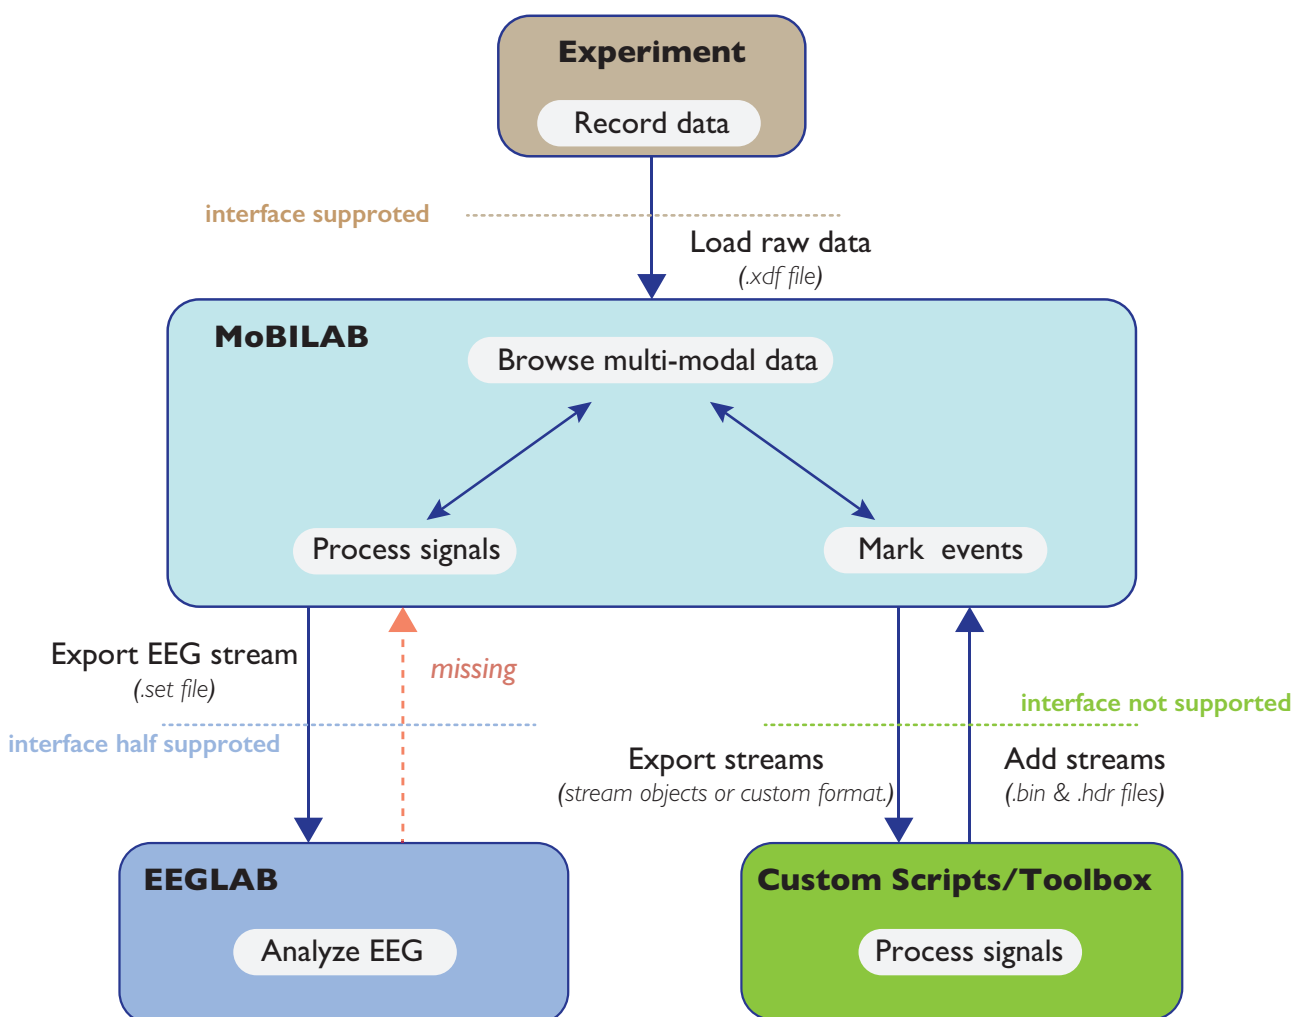 Experiment
Record data
interface supproted
Load raw data
(.xdf file)
MoBILAB
Browse multi-modal data
Process signals
Mark events
Export EEG stream
(.set file)
missing
interface half supproted
interface not supported
Export streams
(stream objects or custom format.)
Add streams
(.bin & .hdr files)
EEGLAB
Analyze EEG
Custom Scripts/Toolbox
Process signals